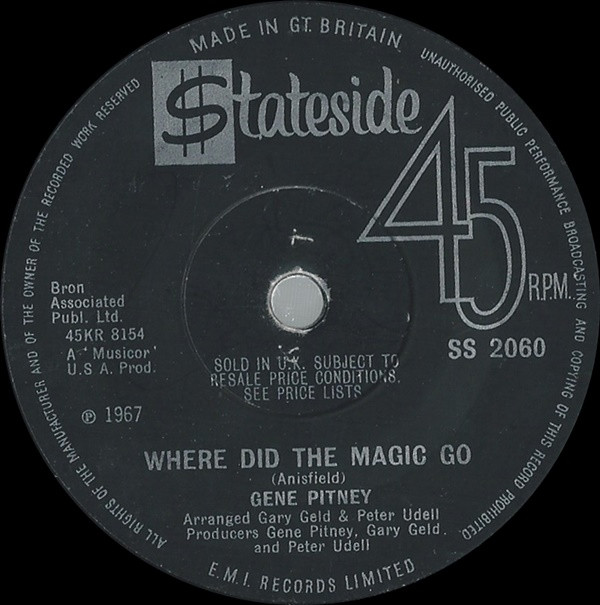 MADE IN GT. BRITAIN
UNAUTHORISED PUBLIC PERFORMANCE BROADCASTING AND COPYING OF THIS RECORD PROHIBITED
ALL RIGHTS OF THE MANUFACTURER AND OF THE OWNER OF THE RECORDED WORK RESERVED
$tateside
45
R.P.M.
Bron
Associated
Publ. Ltd.
45KR 8154
A 'Musicor'
U.S A. Prod.
SS 2060
SOLD IN U.K. SUBJECT TO
RESALE PRICE CONDITIONS.
SEE PRICE LISTS
℗ 1967
WHERE DID THE MAGIC GO
(Anisfield)
GENE PITNEY
Arranged Gary Geld & Peter Udell
Producers Gene Pitney, Gary Geld
and Peter Udell
E.M.I. RECORDS LIMITED